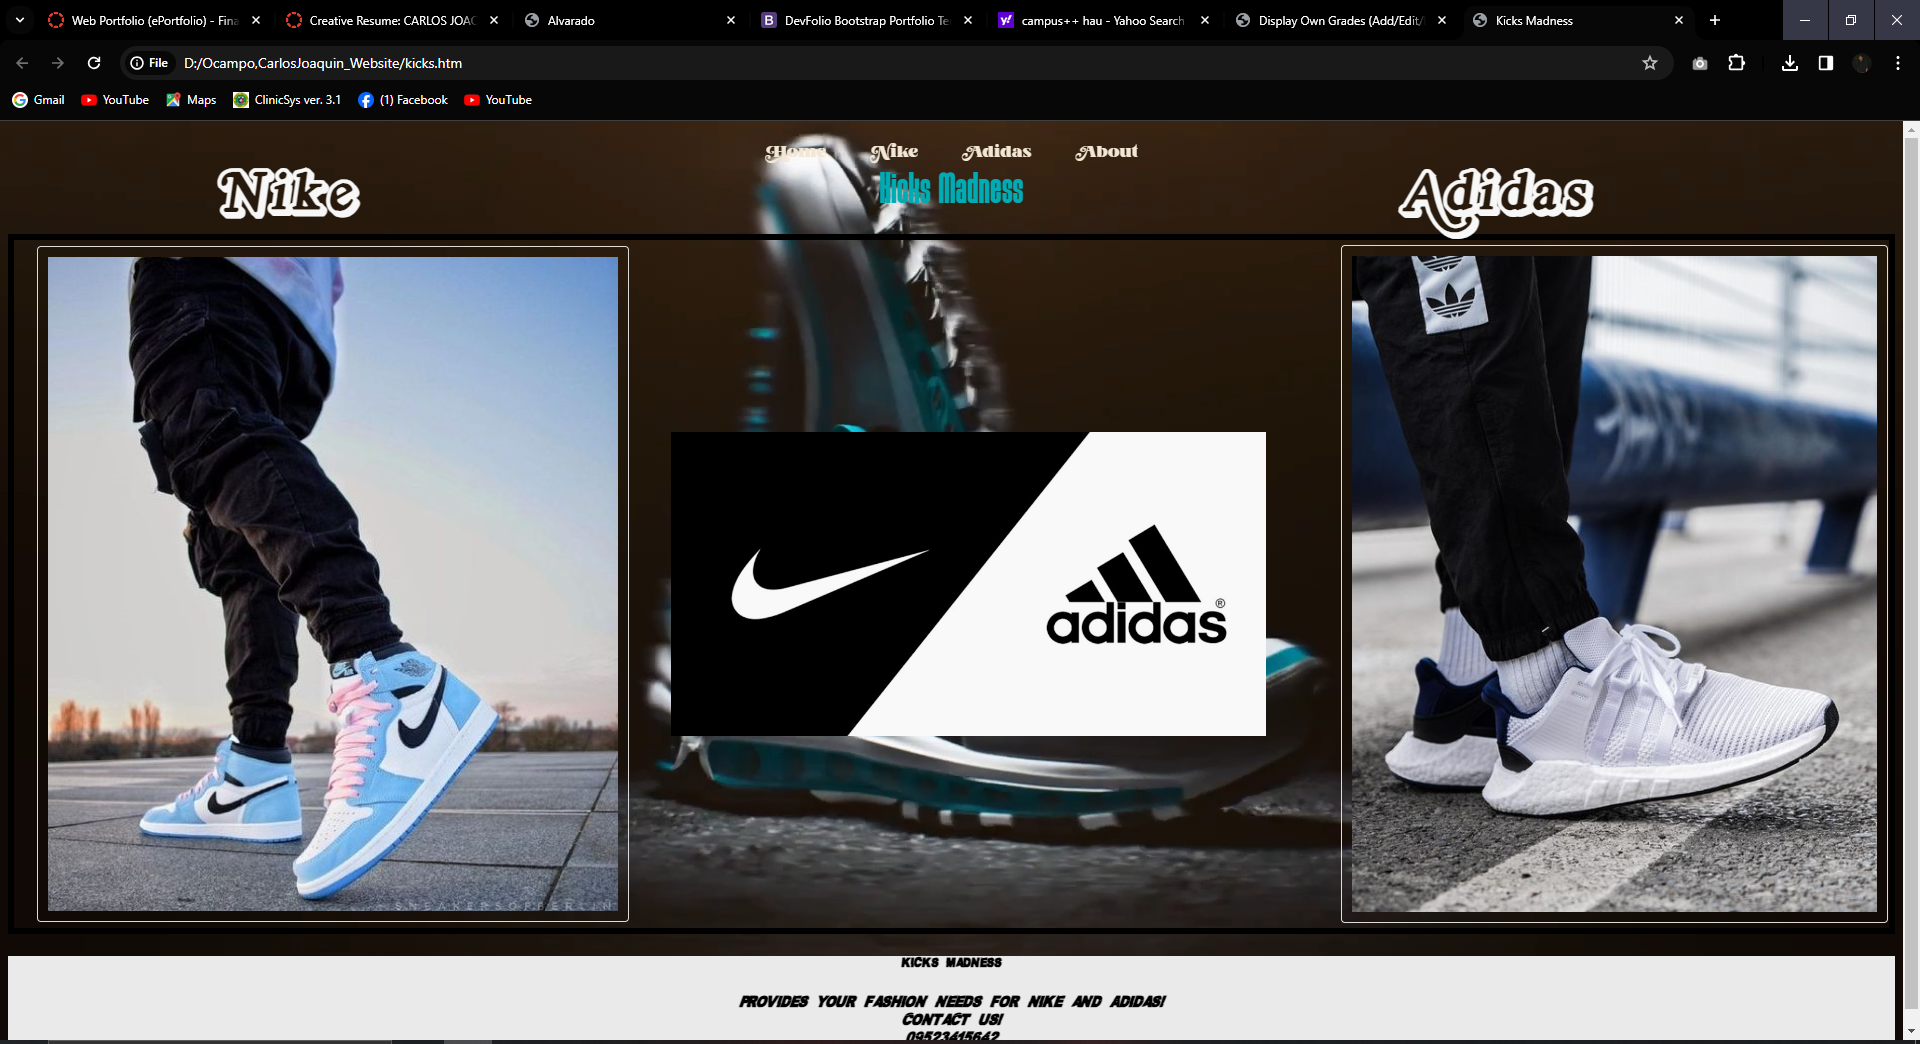 Web Portfolio (ePortfolio) - Fina
Creative Resume: CARLOS JOAC
Alvarado
DevFolio Bootstrap Portfolio Te
campus++ hau - Yahoo Search
Display Own Grades (Add/Edit/
Kicks Madness
File
D:/Ocampo,CarlosJoaquin_Website/kicks.htm
Gmail
YouTube
Maps
ClinicSys ver. 3.1
(1) Facebook
YouTube
Home
Nike
Adidas
About
Nike
Kicks Madness
Adidas
adidas
®
SNEAKERSOFBERLIN
KICKS MADNESS
PROVIDES YOUR FASHION NEEDS FOR NIKE AND ADIDAS!
CONTACT US!
09523415642